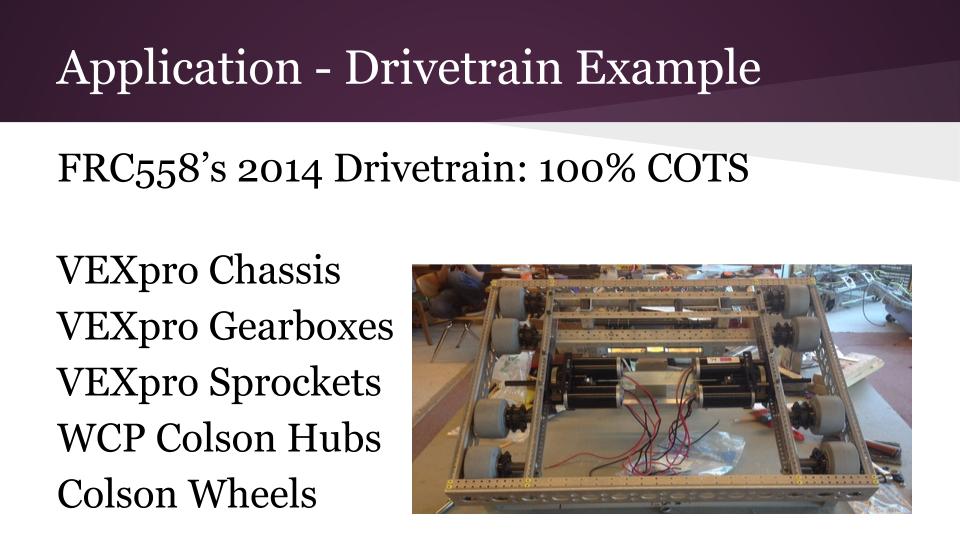 Application - Drivetrain Example
FRC558’s 2014 Drivetrain: 100% COTS
VEXpro Chassis
VEXpro Gearboxes
VEXpro Sprockets
WCP Colson Hubs
Colson Wheels